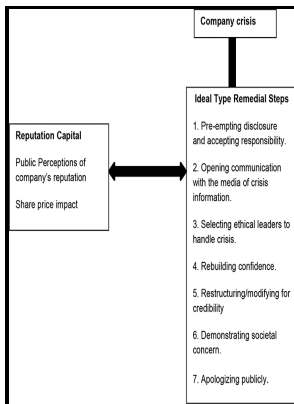 Company crisis
Ideal Type Remedial Steps
1. Pre-empting disclosure
and accepting responsibility.
2. Opening communication
with the media of crisis
information.
3. Selecting ethical leaders to
handle crisis.
4. Rebuilding confidence.
5. Restructuring/modifying for
credibility
6. Demonstrating societal
concern.
7. Apologizing publicly.
Reputation Capital
Public Perceptions of
company's reputation
Share price impact